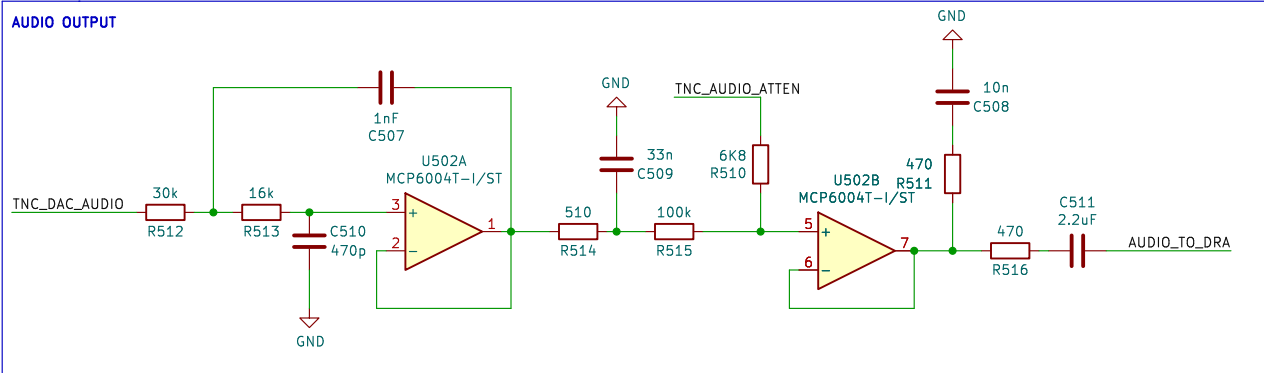 AUDIO OUTPUT
GND
1nF
C507
GND
TNC_AUDIO_ATTEN
10n
C508
U502A
MCP6004T-I/ST
33n
C509
6K8
R510
470
R511
U502B
MCP6004T-I/ST
TNC_DAC_AUDIO
30k
R512
16k
R513
C510
470p
3
+
2
-
1
510
R514
100k
R515
5
+
6
-
7
470
R516
C511
2.2uF
AUDIO_TO_DRA
GND